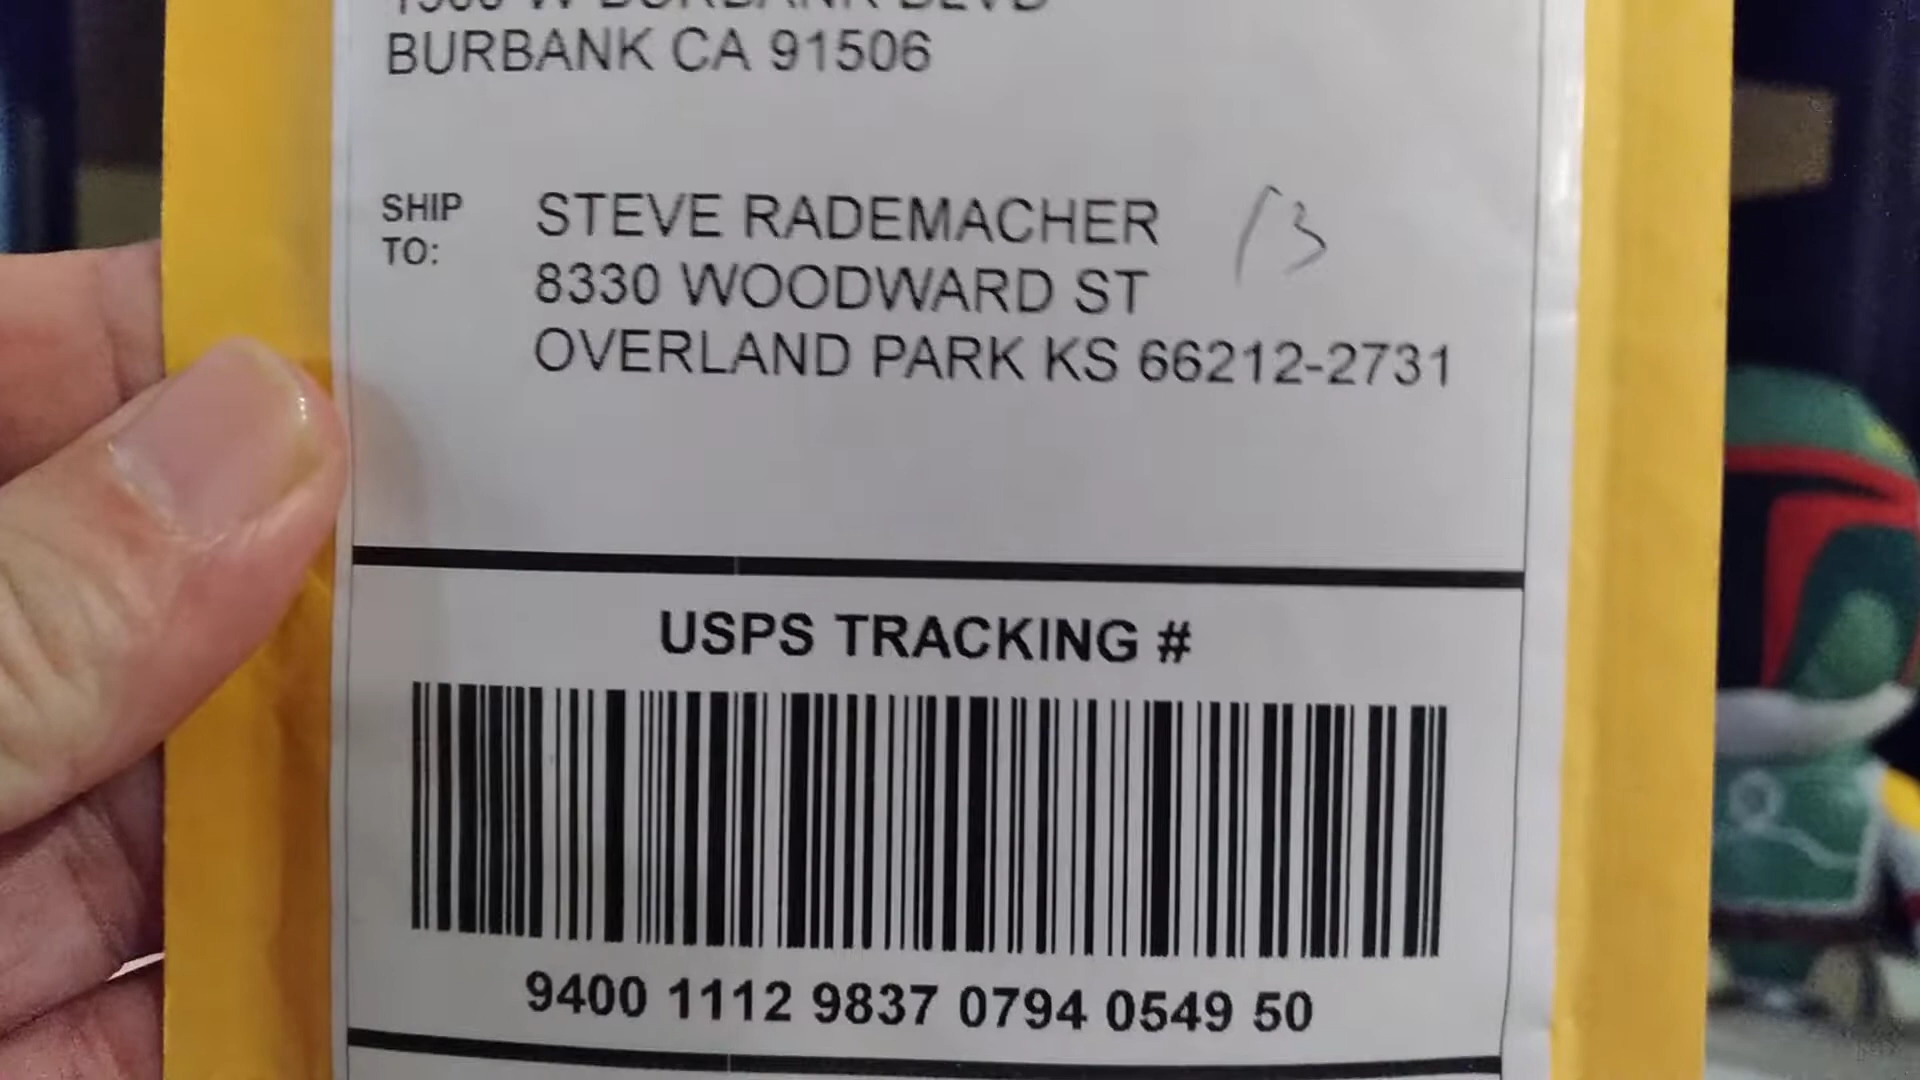 BURBANK CA 91506
SHIP TO:
STEVE RADEMACHER
13
8330 WOODWARD ST
OVERLAND PARK KS 66212-2731
USPS TRACKING #
9400 1112 9837 0794 0549 50